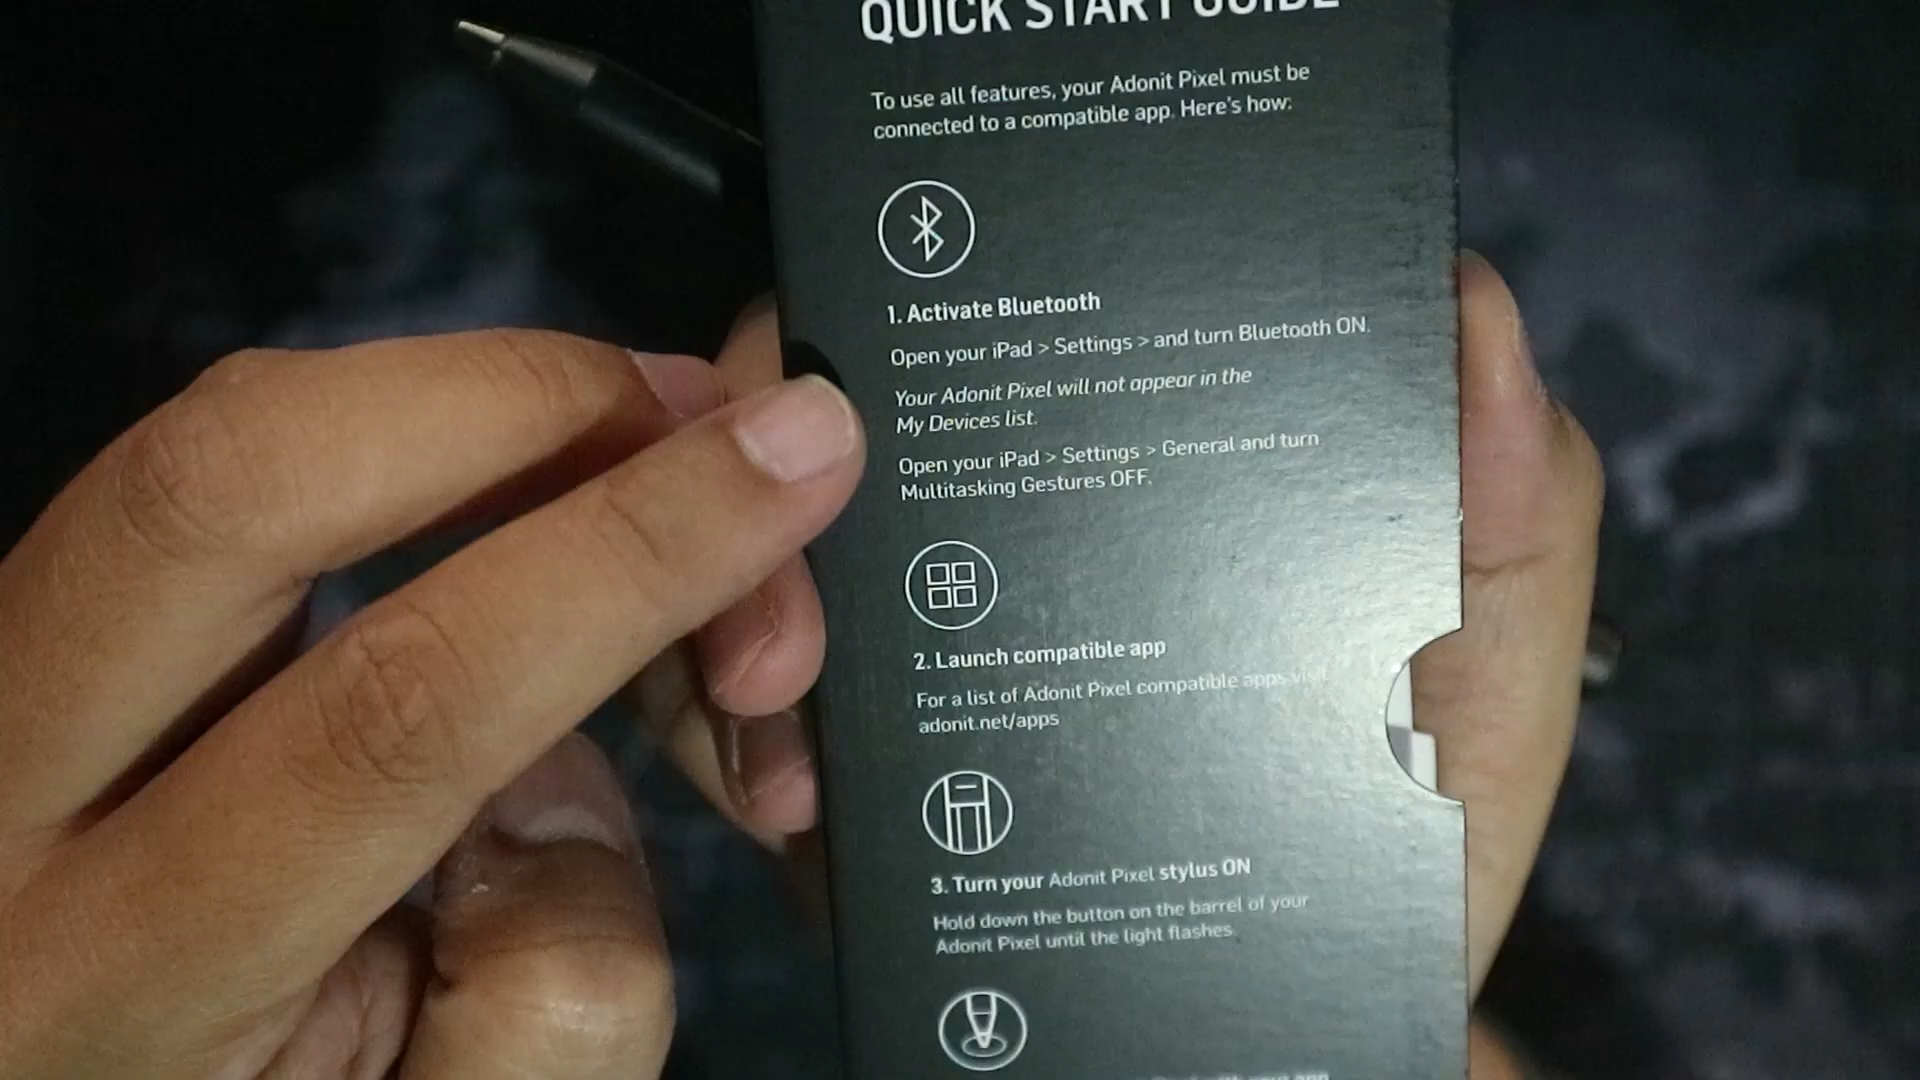 QUICK START GUIDE
To use all features, your Adonit Pixel must be
connected to a compatible app. Here's how:
1. Activate Bluetooth
Open your iPad > Settings > and turn Bluetooth ON.
Your Adonit Pixel will not appear in the
My Devices list.
Open your iPad > Settings > General and turn
Multitasking Gestures OFF.
2. Launch compatible app
For a list of Adonit Pixel compatible apps visit
adonit.net/apps
3. Turn your Adonit Pixel stylus ON
Hold down the button on the barrel of your
Adonit Pixel until the light flashes.
your app